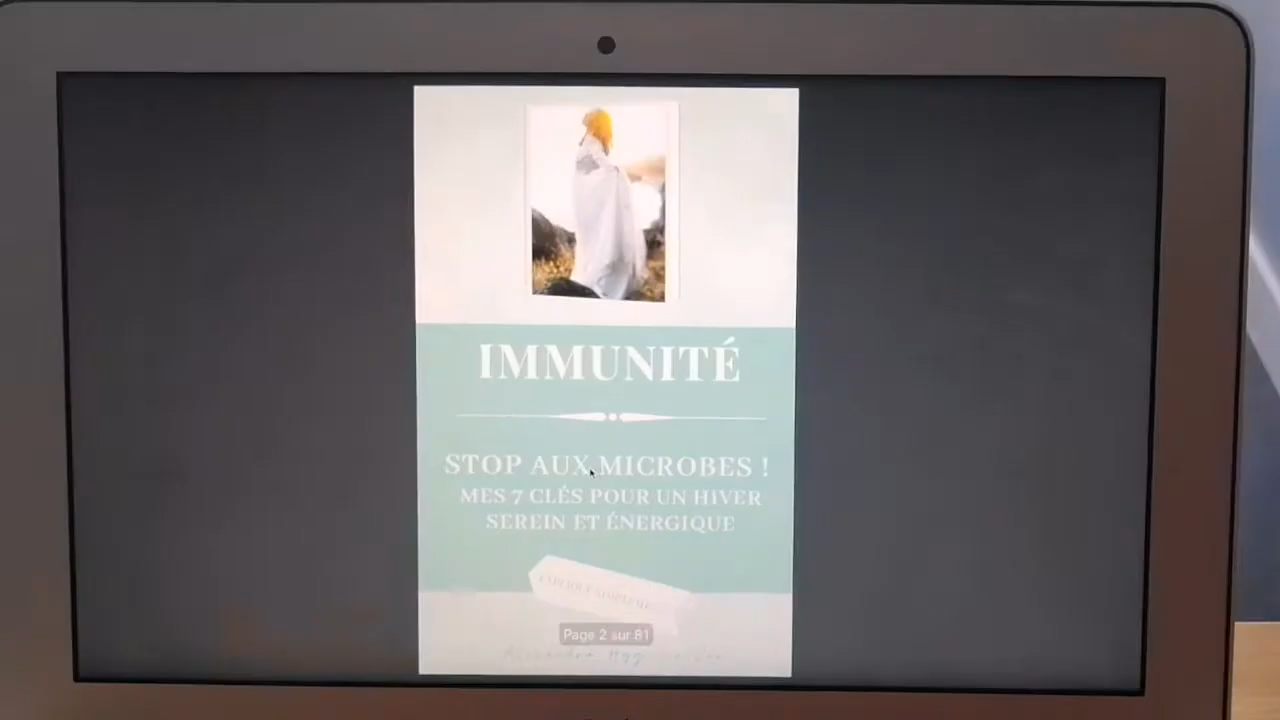 IMMUNITÉ
STOP AUX MICROBES !
MES 7 CLÉS POUR UN HIVER
SEREIN ET ÉNERGIQUE
Page 2 sur 81